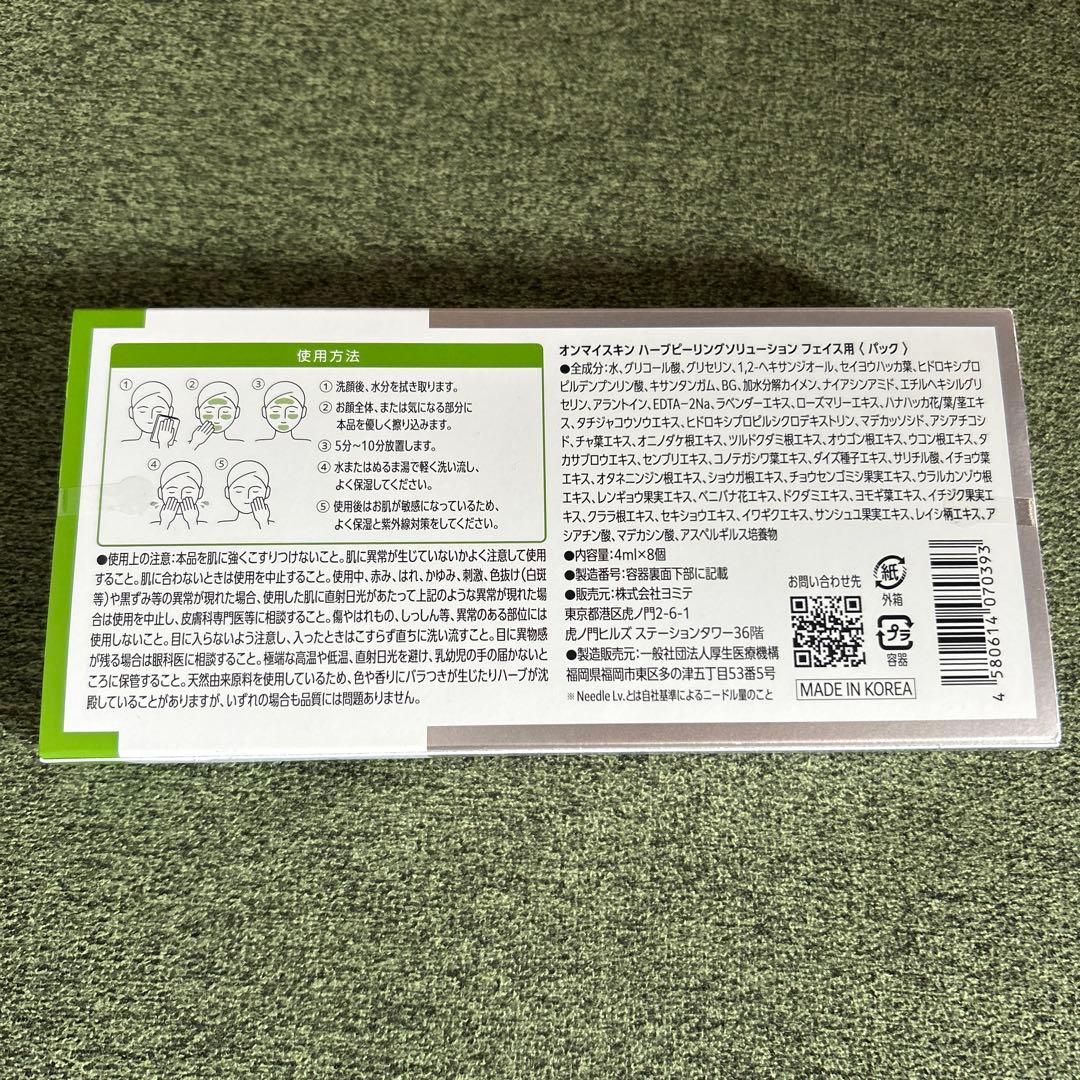 使用方法
①
②
③
④
⑤
① 洗顔後、水分を拭き取ります。
② お顔全体、または気になる部分に
本品を優しく擦り込みます。
③ 5分〜10分放置します。
④ 水またはぬるま湯で軽く洗い流し、
よく保湿してください。
⑤ 使用後はお肌が敏感になっているため、
よく保湿と紫外線対策をしてください。
●使用上の注意:本品を肌に強くこすりつけないこと。肌に異常が生じていないかよく注意して使用
すること。肌に合わないときは使用を中止すること。使用中、赤み、はれ、かゆみ、刺激、色抜け(白斑
等)や黒ずみ等の異常が現れた場合、使用した肌に直射日光があたって上記のような異常が現れた場
合は使用を中止し、皮膚科専門医等に相談すること。傷やはれもの、しっしん等、異常のある部位には
使用しないこと。目に入らないよう注意し、入ったときはこすらず直ちに洗い流すこと。目に異物感
が残る場合は眼科医に相談すること。極端な高温や低温、直射日光を避け、乳幼児の手の届かないと
ころに保管すること。天然由来原料を使用しているため、色や香りにバラつきが生じたりハーブが沈
殿していることがありますが、いずれの場合も品質には問題ありません。
オンマイスキン ハーブピーリングソリューション フェイス用〈 パック 〉
●全成分:水、グリコール酸、グリセリン、1,2-ヘキサンジオール、セイヨウハッカ葉、ヒドロキシプロ
ピルデンプンリン酸、キサンタンガム、BG、加水分解カイメン、ナイアシンアミド、エチルヘキシルグリ
セリン、アラントイン、EDTA-2Na、ラベンダーエキス、ローズマリーエキス、ハナハッカ花/葉/茎エキ
ス、タチジャコウソウエキス、ヒドロキシプロピルシクロデキストリン、マデカッソシド、アシアチコシ
ド、チャ葉エキス、オニノダケ根エキス、ツルドクダミ根エキス、オウゴン根エキス、ウコン根エキス、タ
カサブロウエキス、センブリエキス、コノテガシワ葉エキス、ダイズ種子エキス、サリチル酸、イチョウ葉
エキス、オタネニンジン根エキス、ショウガ根エキス、チョウセンゴミシ果実エキス、ウラルカンゾウ根
エキス、レンギョウ果実エキス、ベニバナ花エキス、ドクダミエキス、ヨモギ葉エキス、イチジク果実エ
キス、クララ根エキス、セキショウエキス、イワヒバエキス、サンシュユ果実エキス、レイシ柄エキス、ア
シアチン酸、マデカシン酸、アスペルギルス培養物
●内容量:4ml×8個
●製造番号:容器裏面下部に記載
●販売元:株式会社ヨミテ
東京都港区虎ノ門2-6-1
虎ノ門ヒルズ ステーションタワー36階
●製造販売元:一般社団法人厚生医療機構
福岡県福岡市東区多の津五丁目53番5号
※Needle Lv.とは自社基準によるニードル量のこと
お問い合わせ先
紙
外箱
プラ
容器
MADE IN KOREA
4 580614 070393